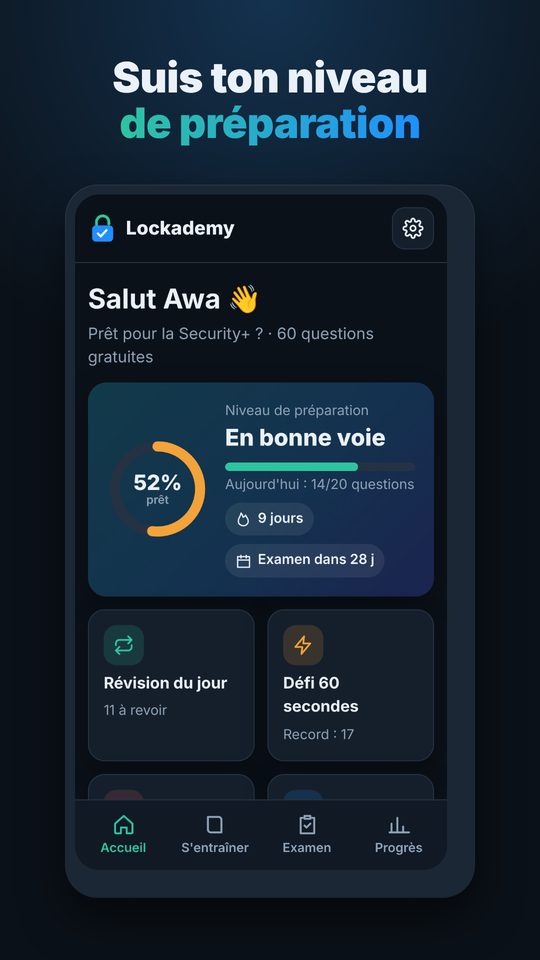 Suis ton niveau
de préparation
Lockademy
Salut Awa 👋
Prêt pour la Security+ ? · 60 questions
gratuites
Niveau de préparation
En bonne voie
52%
prêt
Aujourd'hui : 14/20 questions
9 jours
Examen dans 28 j
Révision du jour
11 à revoir
Défi 60
secondes
Record : 17
Accueil
S'entraîner
Examen
Progrès